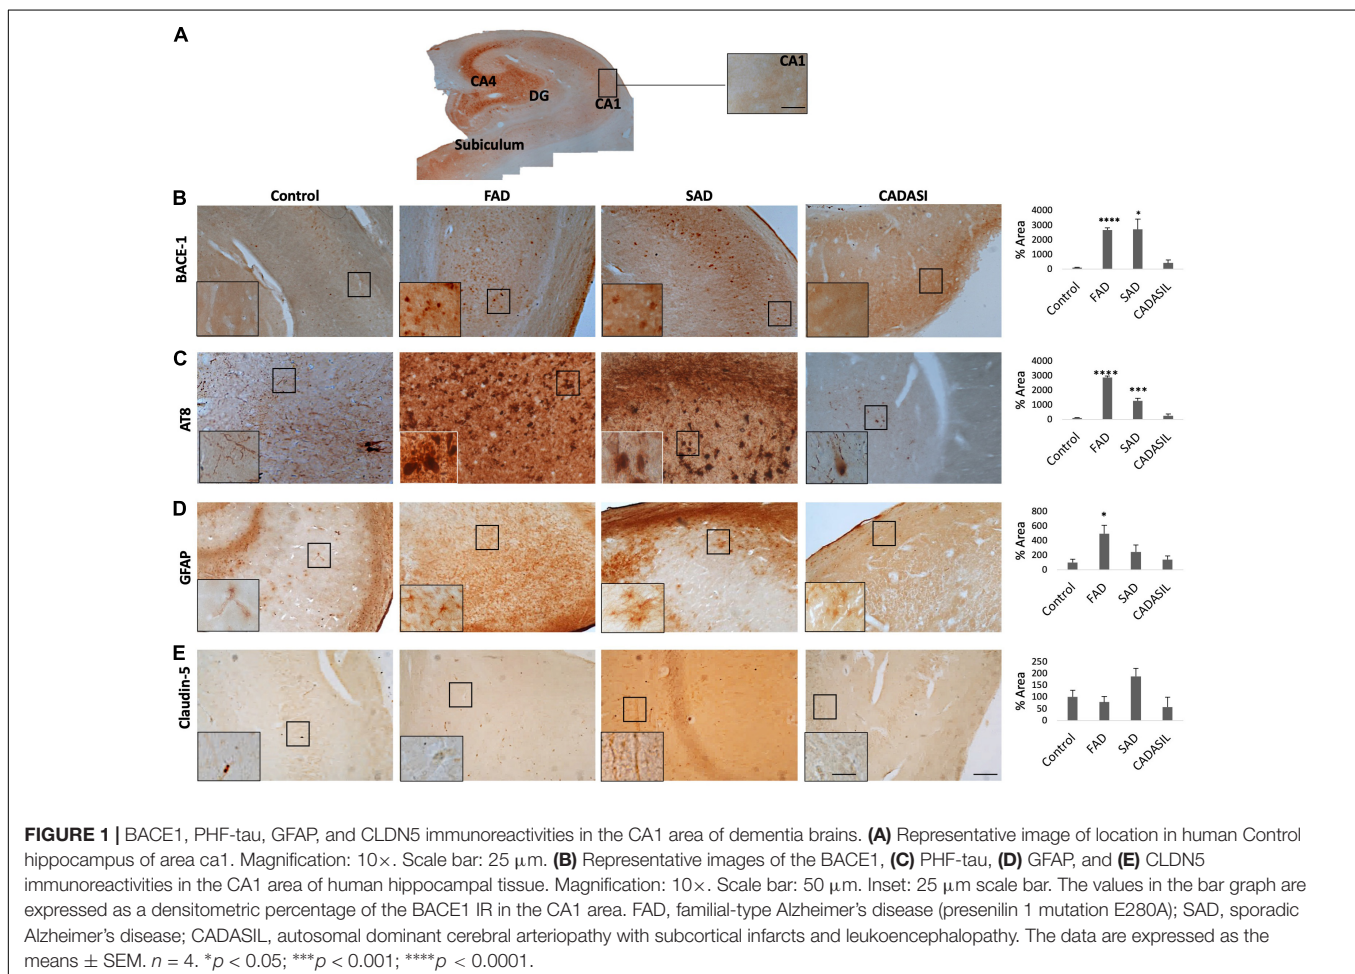 A
CA4
DG
CA1
Subiculum
CA1
B
Control
FAD
SAD
CADASI
BACE-1
% Area
4000
3000
2000
1000
0
****
*
Control
FAD
SAD
CADASIL
C
AT8
% Area
4000
3000
2000
1000
0
****
***
Control
FAD
SAD
CADASIL
D
GFAP
% Area
800
600
400
200
0
*
Control
FAD
SAD
CADASIL
E
Claudin-5
% Area
250
200
150
100
50
0
Control
FAD
SAD
CADASIL
FIGURE 1 | BACE1, PHF-tau, GFAP, and CLDN5 immunoreactivities in the CA1 area of dementia brains. (A) Representative image of location in human Control
hippocampus of area ca1. Magnification: 10×. Scale bar: 25 μm. (B) Representative images of the BACE1, (C) PHF-tau, (D) GFAP, and (E) CLDN5
immunoreactivities in the CA1 area of human hippocampal tissue. Magnification: 10×. Scale bar: 50 μm. Inset: 25 μm scale bar. The values in the bar graph are
expressed as a densitometric percentage of the BACE1 IR in the CA1 area. FAD, familial-type Alzheimer's disease (presenilin 1 mutation E280A); SAD, sporadic
Alzheimer's disease; CADASIL, autosomal dominant cerebral arteriopathy with subcortical infarcts and leukoencephalopathy. The data are expressed as the
means ± SEM. n = 4. *p < 0.05; ***p < 0.001; ****p < 0.0001.